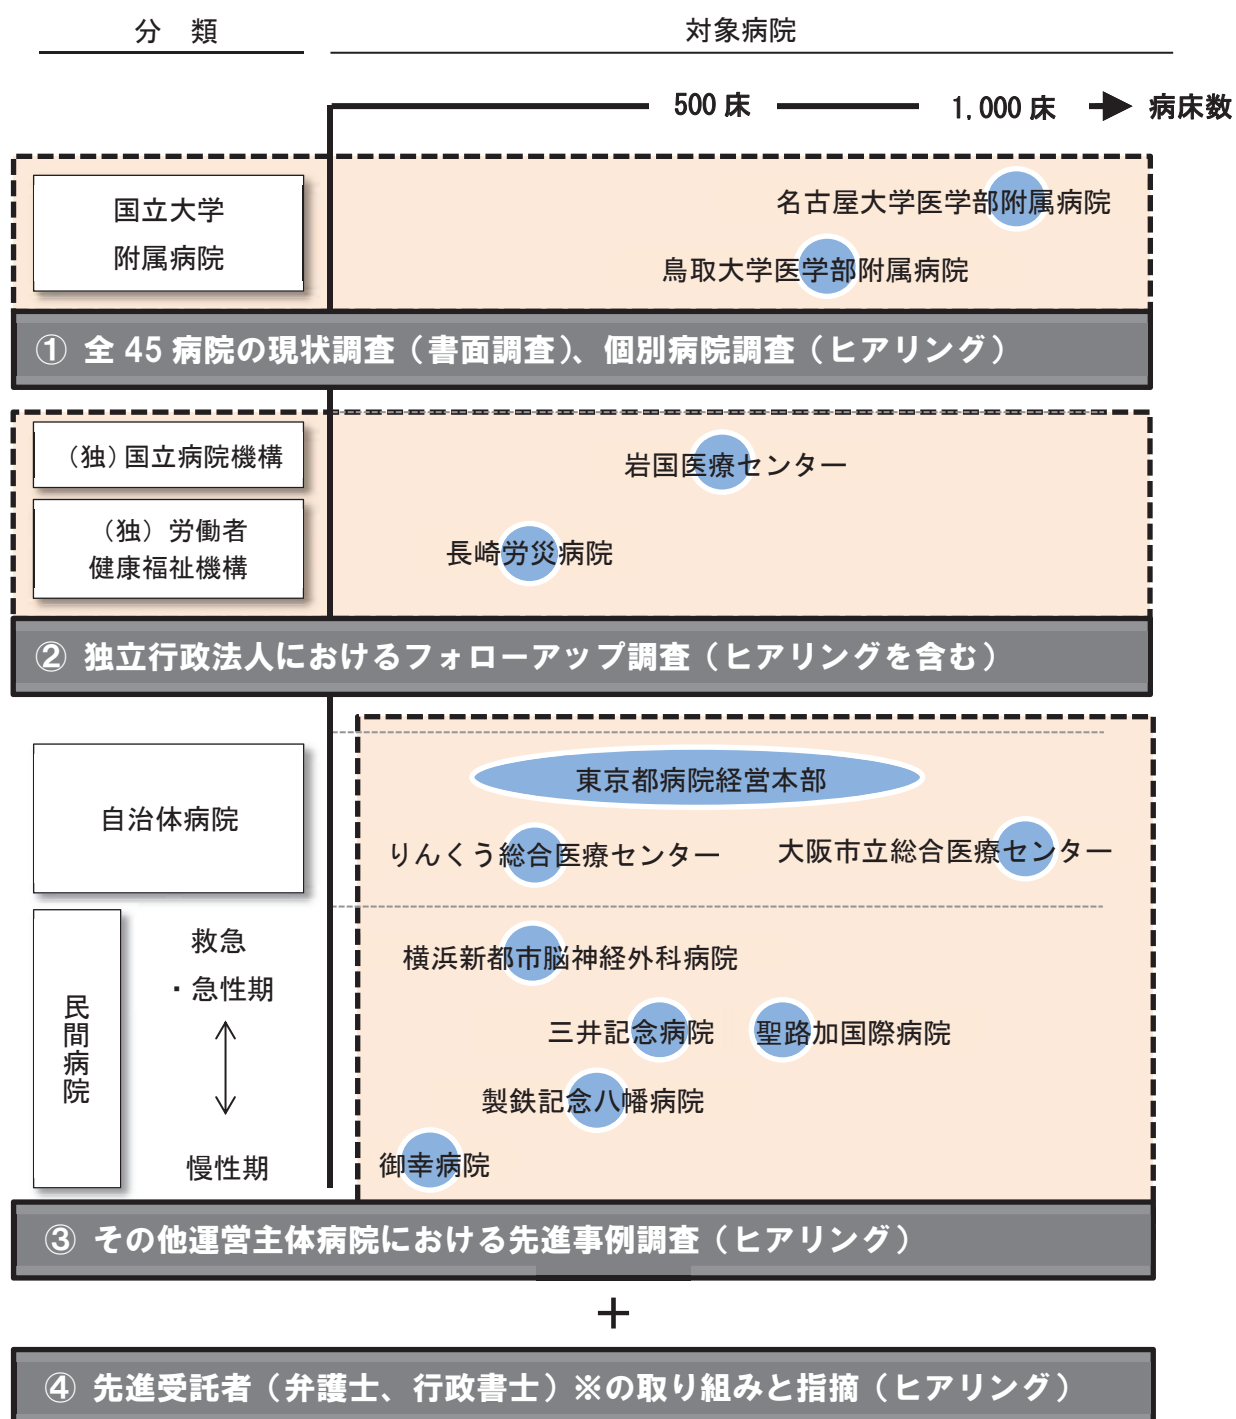 分　類
対象病院
500 床
1,000 床
病床数
国立大学
附属病院
名古屋大学医学部附属病院
鳥取大学医学部附属病院
① 全 45 病院の現状調査（書面調査）、個別病院調査（ヒアリング）
（独）国立病院機構
岩国医療センター
（独）労働者
健康福祉機構
長崎労災病院
② 独立行政法人におけるフォローアップ調査（ヒアリングを含む）
自治体病院
東京都病院経営本部
りんくう総合医療センター
大阪市立総合医療センター
民間病院
救急
・急性期
慢性期
横浜新都市脳神経外科病院
三井記念病院
聖路加国際病院
製鉄記念八幡病院
御幸病院
③ その他運営主体病院における先進事例調査（ヒアリング）
＋
④ 先進受託者（弁護士、行政書士）※の取り組みと指摘（ヒアリング）